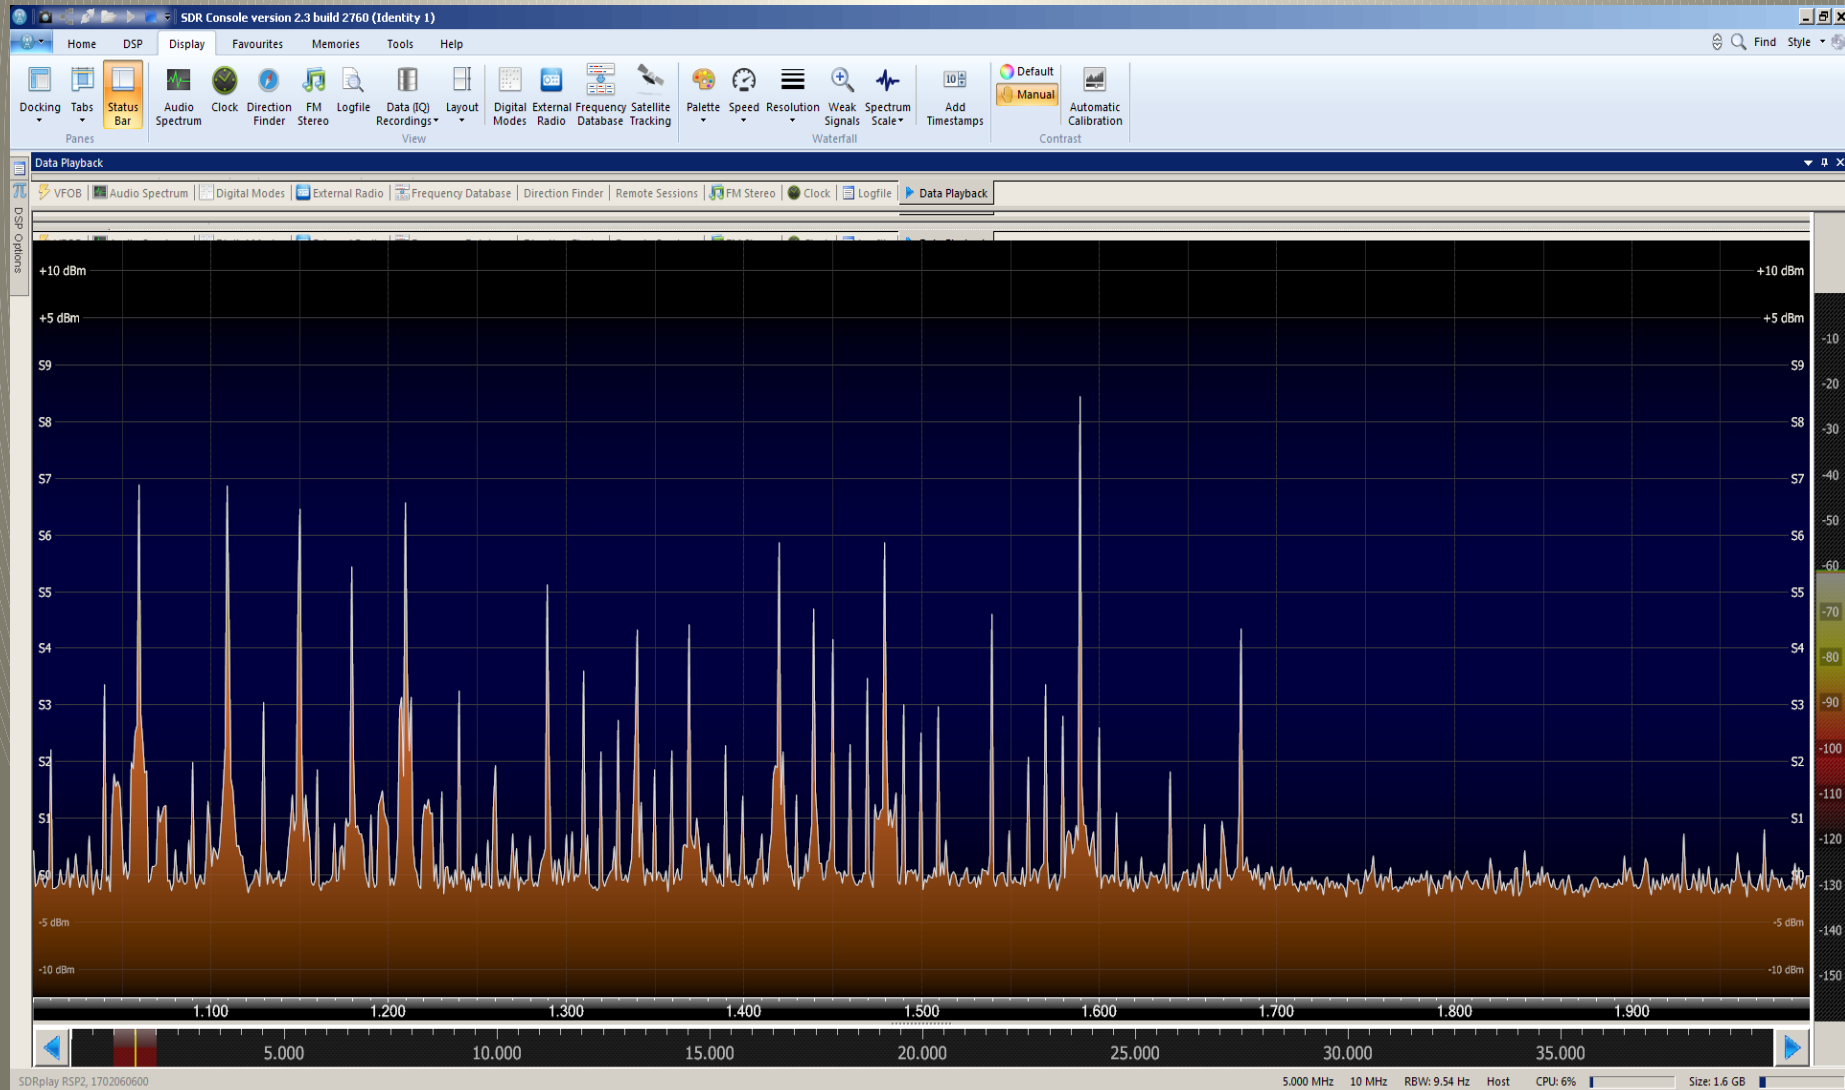 SDR Console version 2.3 build 2760 (Identity 1)
Home DSP Display Favourites Memories Tools Help Find Style
Docking Tabs Status Bar Audio Spectrum Clock Direction Finder FM Stereo Logfile Data (IQ) Recordings Layout Digital Modes External Radio Frequency Database Satellite Tracking Palette Speed Resolution Weak Signals Spectrum Scale 10 Add Timestamps Default Manual Automatic Calibration
Panes View Waterfall Contrast
Data Playback
VFOB Audio Spectrum Digital Modes External Radio Frequency Database Direction Finder Remote Sessions FM Stereo Clock Logfile Data Playback
DSP Options
+10 dBm +10 dBm
+5 dBm +5 dBm
-10
S9 S9
-20
S8 S8
-30
S7 S7
-40
-50
S6 S6
-60
S5 S5
-70
S4 S4
-80
S3 S3
-90
-100
S2 S2
-110
S1 S1
-120
S0 S0
-130
-5 dBm -5 dBm
-140
-10 dBm -10 dBm
-150
1.100 1.200 1.300 1.400 1.500 1.600 1.700 1.800 1.900
5.000 10.000 15.000 20.000 25.000 30.000 35.000
SDRplay RSP2, 1702060600 5.000 MHz 10 MHz RBW: 9.54 Hz Host CPU: 6% Size: 1.6 GB